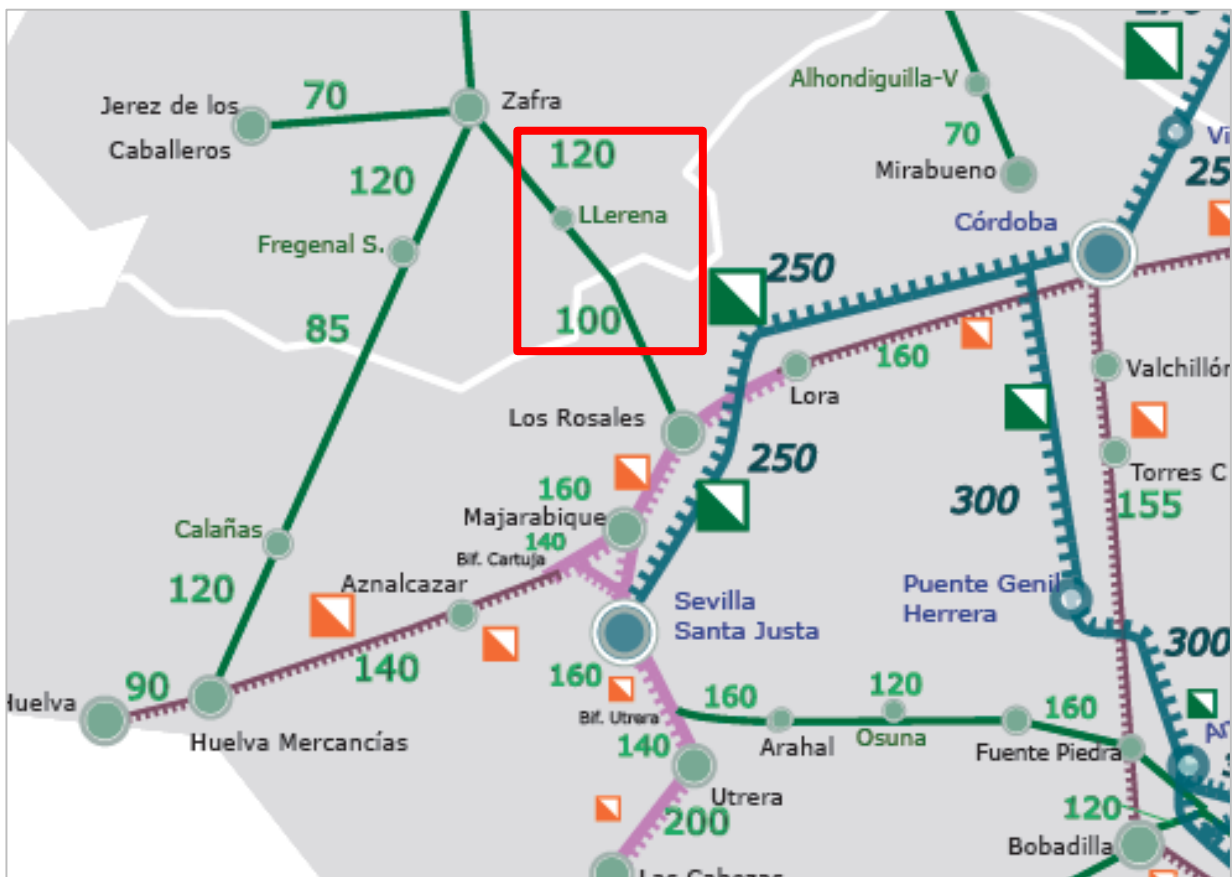 Jerez de los
Caballeros
70
Zafra
120
120
LLerena
Fregenal S.
85
100
Alhondiguilla-V
70
Mirabueno
Córdoba
250
160
Lora
Valchillón
Los Rosales
250
Torres C
155
160
Majarabique
140
Bif. Cartuja
300
Calañas
120
Aznalcazar
Sevilla
Santa Justa
Puente Genil
Herrera
300
140
90
Huelva Mercancías
160
Bif. Utrera
160
120
160
Arahal
Osuna
Fuente Piedra
140
Utrera
200
120
Bobadilla